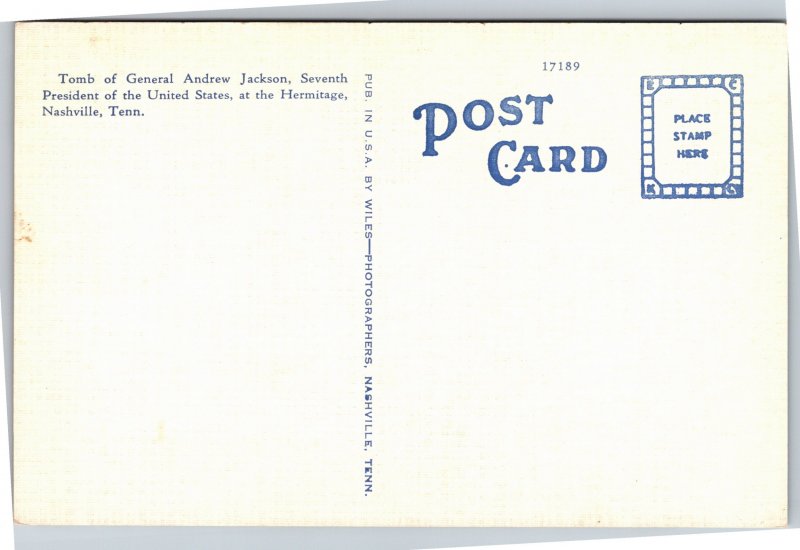 Tomb of General Andrew Jackson, Seventh
President of the United States, at the Hermitage,
Nashville, Tenn.
PUB. IN U.S.A. BY WILES—PHOTOGRAPHERS, NASHVILLE, TENN.
17189
POST
CARD
E C
PLACE
STAMP
HERE
K